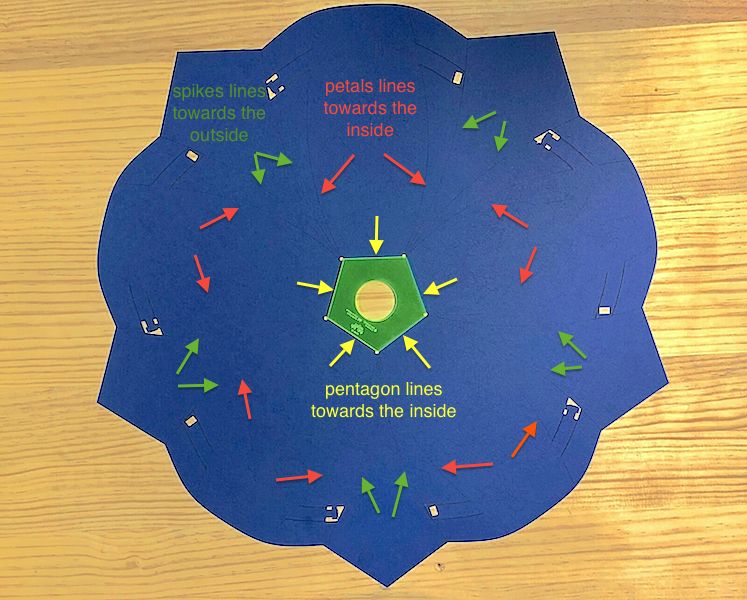 spikes lines
towards the
outside
petals lines
towards the
inside
pentagon lines
towards the inside